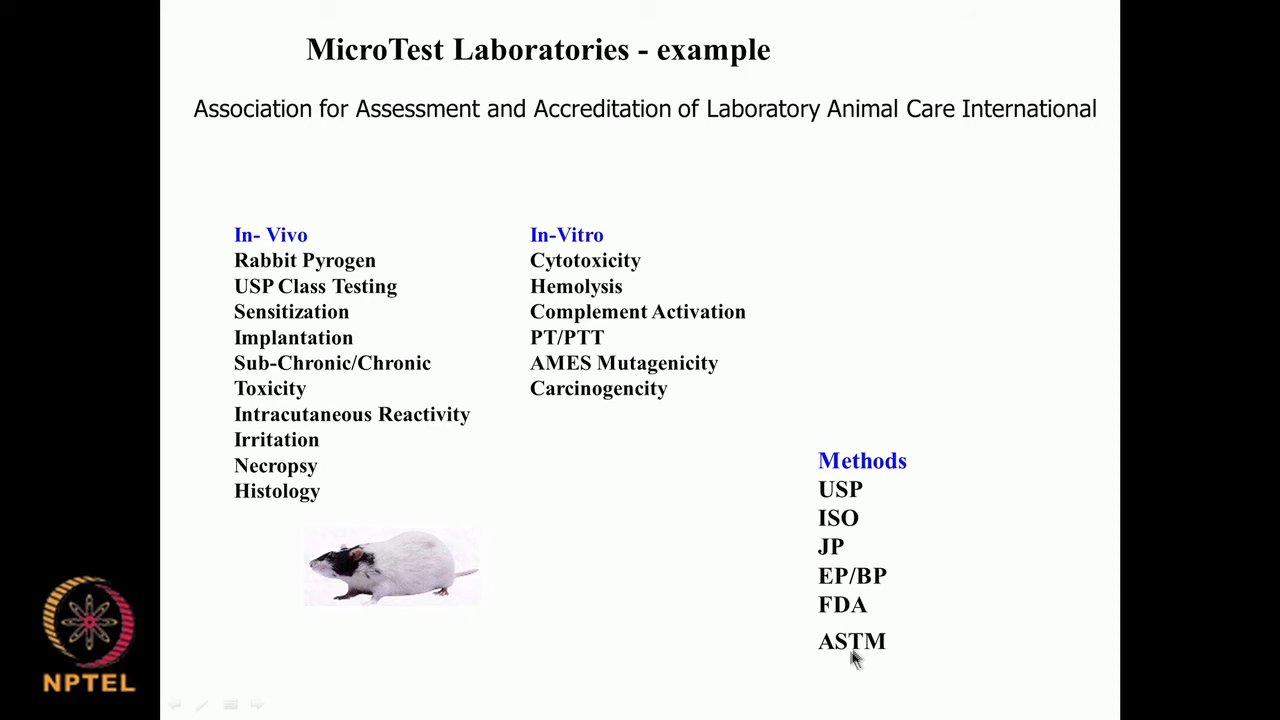 MicroTest Laboratories - example
Association for Assessment and Accreditation of Laboratory Animal Care International
In- Vivo
Rabbit Pyrogen
USP Class Testing
Sensitization
Implantation
Sub-Chronic/Chronic
Toxicity
Intracutaneous Reactivity
Irritation
Necropsy
Histology
In-Vitro
Cytotoxicity
Hemolysis
Complement Activation
PT/PTT
AMES Mutagenicity
Carcinogencity
Methods
USP
ISO
JP
EP/BP
FDA
ASTM
NPTEL